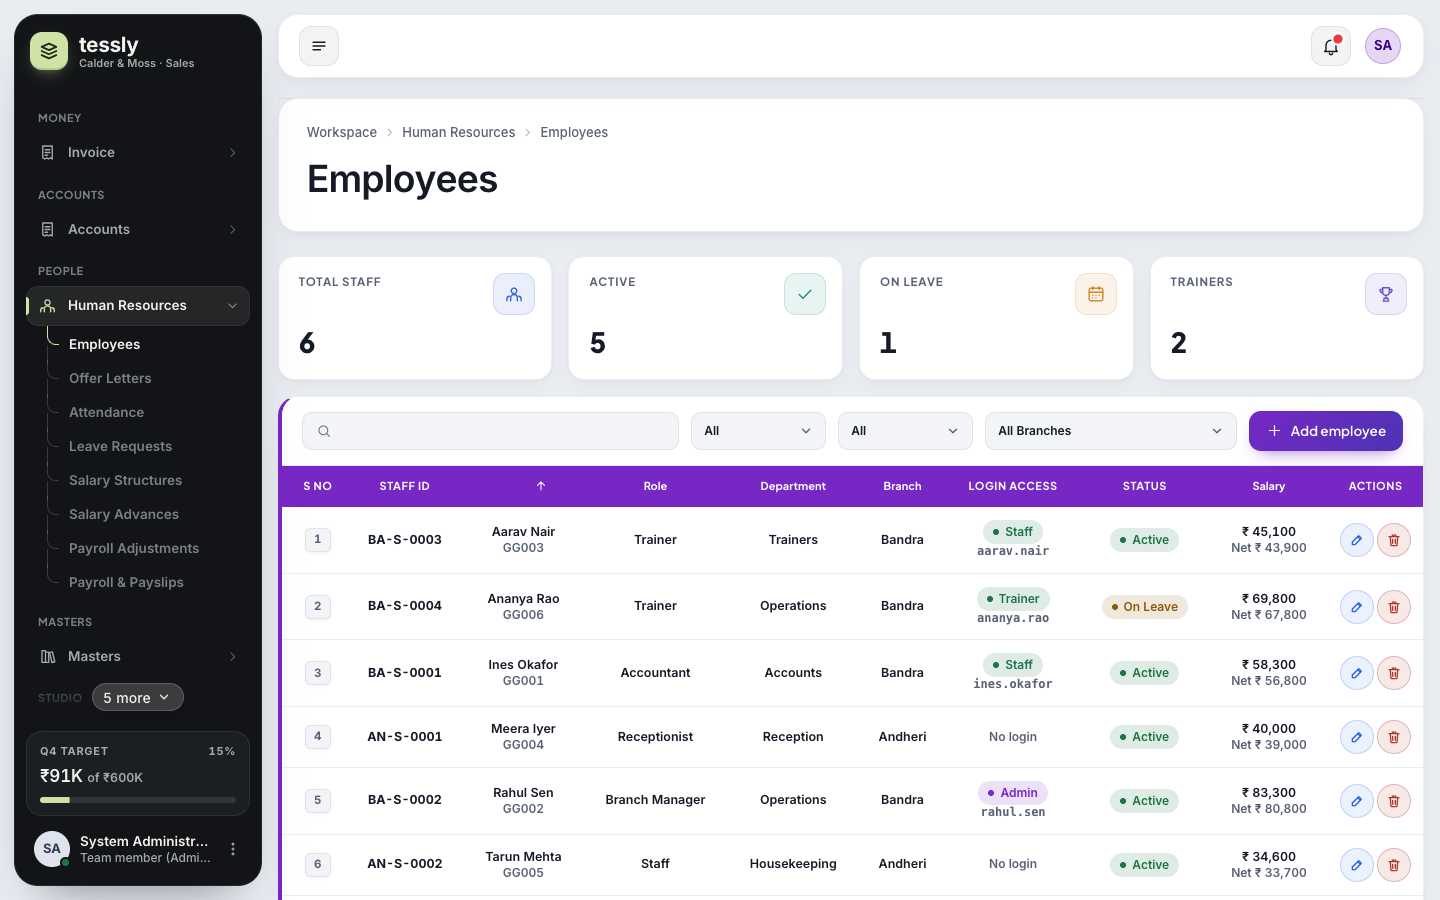 tessly
Calder & Moss · Sales
MONEY
Invoice
ACCOUNTS
Accounts
PEOPLE
Human Resources
Employees
Offer Letters
Attendance
Leave Requests
Salary Structures
Salary Advances
Payroll Adjustments
Payroll & Payslips
MASTERS
Masters
STUDIO
5 more
Q4 TARGET 15%
₹91K of ₹600K
SA
System Administr...
Team member (Admi...
SA
Workspace > Human Resources > Employees
Employees
TOTAL STAFF
6
ACTIVE
5
ON LEAVE
1
TRAINERS
2
All
All
All Branches
+ Add employee
S NO STAFF ID ↑ Role Department Branch LOGIN ACCESS STATUS Salary ACTIONS
1 BA-S-0003 Aarav Nair GG003 Trainer Trainers Bandra Staff aarav.nair Active ₹ 45,100 Net ₹ 43,900
2 BA-S-0004 Ananya Rao GG006 Trainer Operations Bandra Trainer ananya.rao On Leave ₹ 69,800 Net ₹ 67,800
3 BA-S-0001 Ines Okafor GG001 Accountant Accounts Bandra Staff ines.okafor Active ₹ 58,300 Net ₹ 56,800
4 AN-S-0001 Meera Iyer GG004 Receptionist Reception Andheri No login Active ₹ 40,000 Net ₹ 39,000
5 BA-S-0002 Rahul Sen GG002 Branch Manager Operations Bandra Admin rahul.sen Active ₹ 83,300 Net ₹ 80,800
6 AN-S-0002 Tarun Mehta GG005 Staff Housekeeping Andheri No login Active ₹ 34,600 Net ₹ 33,700